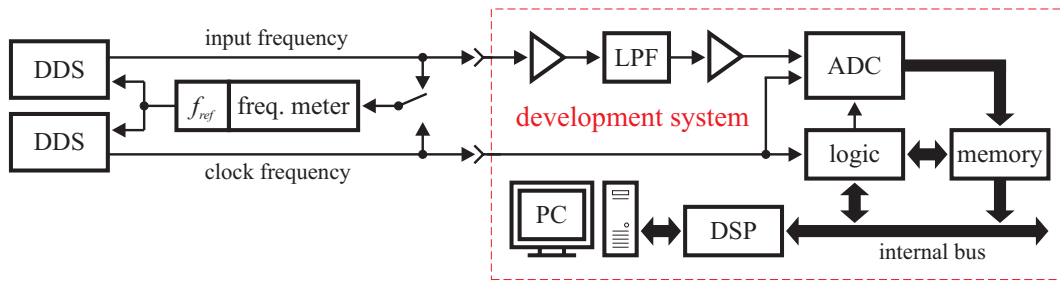 input frequency
DDS
LPF
ADC
f_ref
freq. meter
development system
DDS
logic
memory
clock frequency
PC
DSP
internal bus